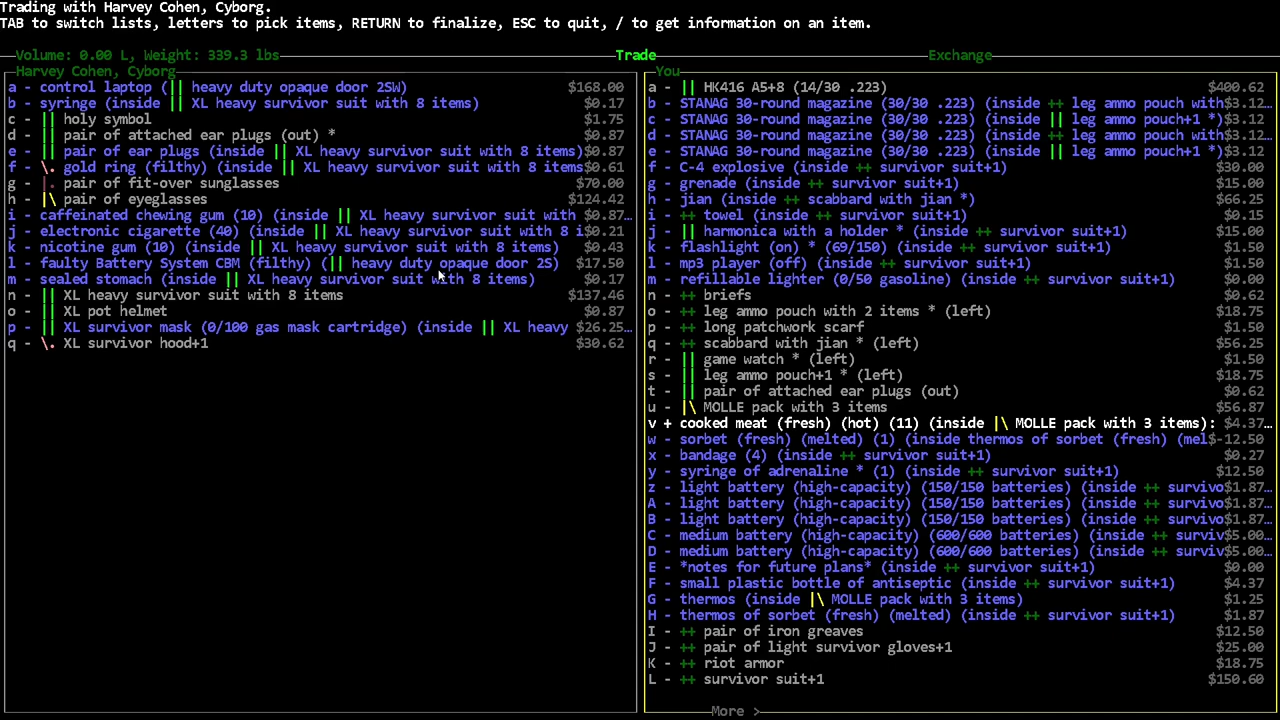 Trading with Harvey Cohen, Cyborg.
TAB to switch lists, letters to pick items, RETURN to finalize, ESC to quit, / to get information on an item.
Volume: 0.00 L, Weight: 339.3 lbs Trade Exchange
Harvey Cohen, Cyborg
a - control laptop (|| heavy duty opaque door 2SW) $168.00
b - syringe (inside || XL heavy survivor suit with 8 items) $0.17
c - || holy symbol $1.75
d - || pair of attached ear plugs (out) * $0.87
e - || pair of ear plugs (inside || XL heavy survivor suit with 8 items) $0.87
f - \. gold ring (filthy) (inside || XL heavy survivor suit with 8 items $0.61
g - |. pair of fit-over sunglasses $70.00
h - |\ pair of eyeglasses $124.42
i - caffeinated chewing gum (10) (inside || XL heavy survivor suit with $0.87…
j - electronic cigarette (40) (inside || XL heavy survivor suit with 8 i $0.21
k - nicotine gum (10) (inside || XL heavy survivor suit with 8 items) $0.43
l - faulty Battery System CBM (filthy) (|| heavy duty opaque door 2S) $17.50
m - sealed stomach (inside || XL heavy survivor suit with 8 items) $0.17
n - || XL heavy survivor suit with 8 items $137.46
o - || XL pot helmet $0.87
p - || XL survivor mask (0/100 gas mask cartridge) (inside || XL heavy $26.25…
q - \. XL survivor hood+1 $30.62
You
a - || HK416 A5+8 (14/30 .223) $400.62
b - STANAG 30-round magazine (30/30 .223) (inside ++ leg ammo pouch with $3.12…
c - STANAG 30-round magazine (30/30 .223) (inside || leg ammo pouch+1 *) $3.12
d - STANAG 30-round magazine (30/30 .223) (inside ++ leg ammo pouch with $3.12…
e - STANAG 30-round magazine (30/30 .223) (inside || leg ammo pouch+1 *) $3.12
f - C-4 explosive (inside ++ survivor suit+1) $30.00
g - grenade (inside ++ survivor suit+1) $15.00
h - jian (inside ++ scabbard with jian *) $66.25
i - ++ towel (inside ++ survivor suit+1) $0.15
j - || harmonica with a holder * (inside ++ survivor suit+1) $15.00
k - flashlight (on) * (69/150) (inside ++ survivor suit+1) $1.50
l - mp3 player (off) (inside ++ survivor suit+1) $1.50
m - refillable lighter (0/50 gasoline) (inside ++ survivor suit+1) $1.00
n - ++ briefs $0.62
o - ++ leg ammo pouch with 2 items * (left) $18.75
p - ++ long patchwork scarf $1.50
q - ++ scabbard with jian * (left) $56.25
r - || game watch * (left) $1.50
s - || leg ammo pouch+1 * (left) $18.75
t - || pair of attached ear plugs (out) $0.62
u - |\ MOLLE pack with 3 items $56.87
v + cooked meat (fresh) (hot) (11) (inside |\ MOLLE pack with 3 items): $4.37…
w - sorbet (fresh) (melted) (1) (inside thermos of sorbet (fresh) (mel $-12.50
x - bandage (4) (inside ++ survivor suit+1) $0.27
y - syringe of adrenaline * (1) (inside ++ survivor suit+1) $12.50
z - light battery (high-capacity) (150/150 batteries) (inside ++ survivo $1.87…
A - light battery (high-capacity) (150/150 batteries) (inside ++ survivo $1.87…
B - light battery (high-capacity) (150/150 batteries) (inside ++ survivo $1.87…
C - medium battery (high-capacity) (600/600 batteries) (inside ++ surviv $5.00…
D - medium battery (high-capacity) (600/600 batteries) (inside ++ surviv $5.00…
E - *notes for future plans* (inside ++ survivor suit+1) $0.00
F - small plastic bottle of antiseptic (inside ++ survivor suit+1) $4.37
G - thermos (inside |\ MOLLE pack with 3 items) $1.25
H - thermos of sorbet (fresh) (melted) (inside ++ survivor suit+1) $1.87
I - ++ pair of iron greaves $12.50
J - ++ pair of light survivor gloves+1 $25.00
K - ++ riot armor $18.75
L - ++ survivor suit+1 $150.60
More >